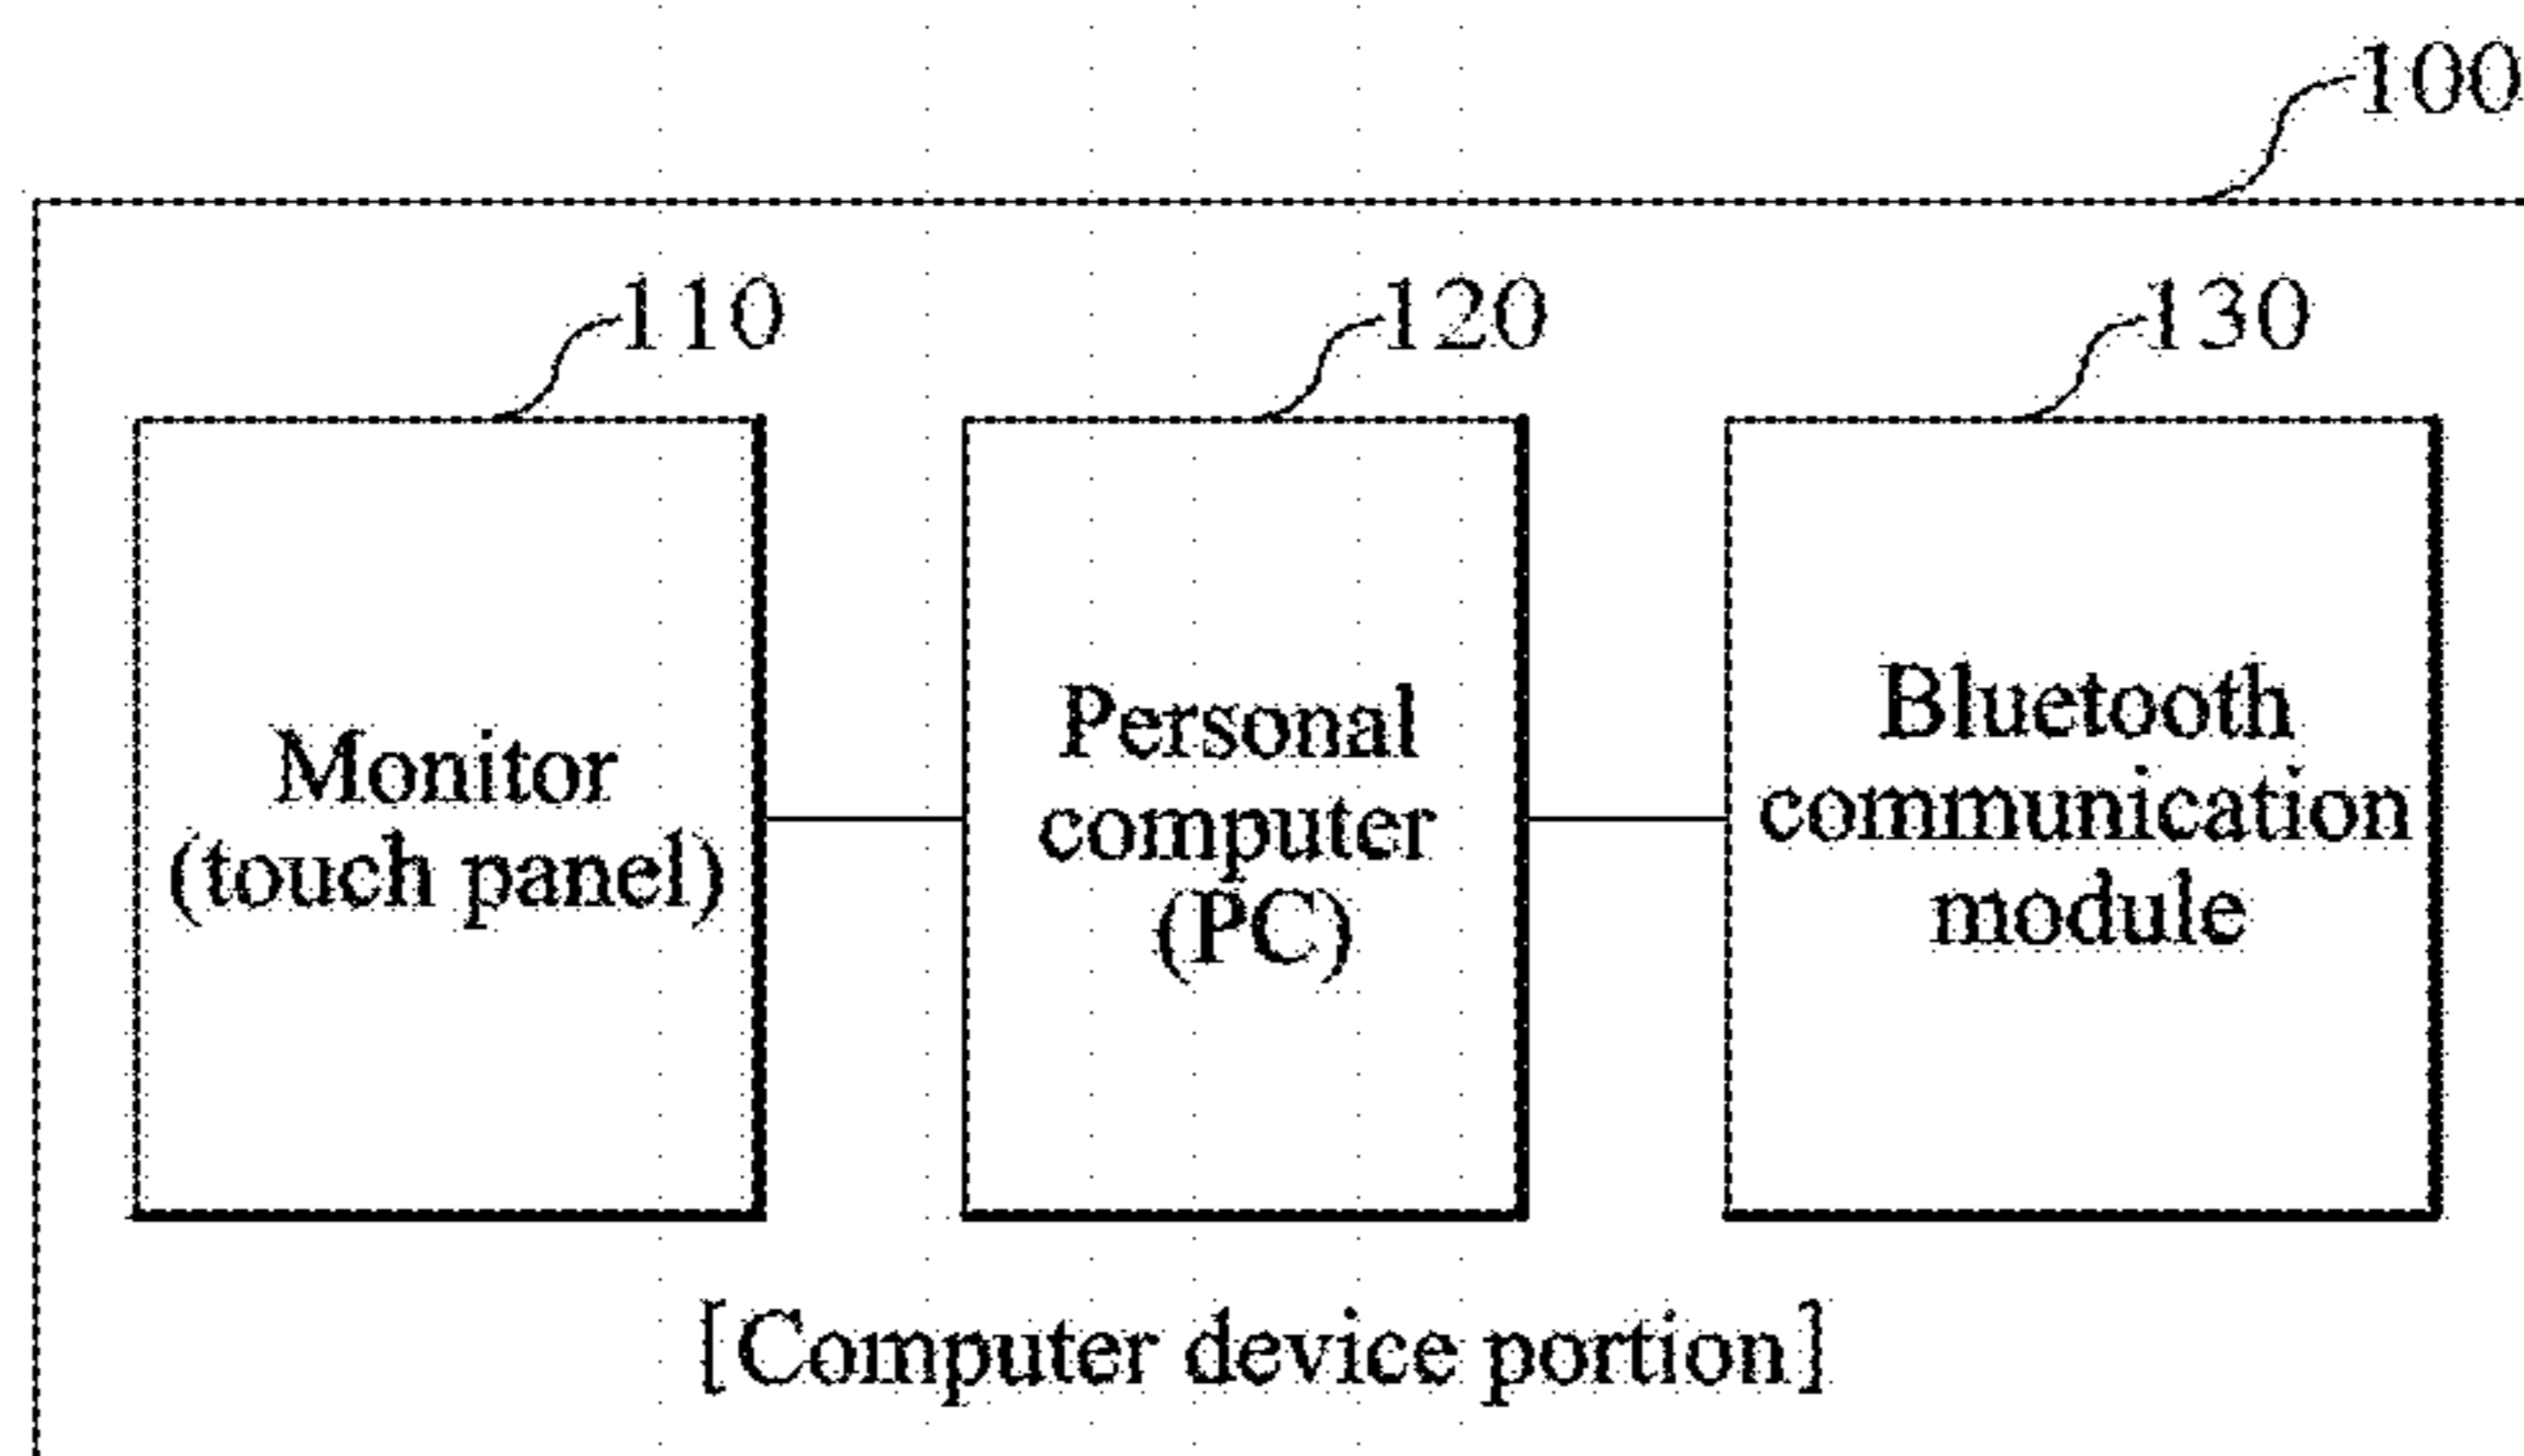 100
110
120
130
Monitor
(touch panel)
Personal
computer
(PC)
Bluetooth
communication
module
[Computer device portion]